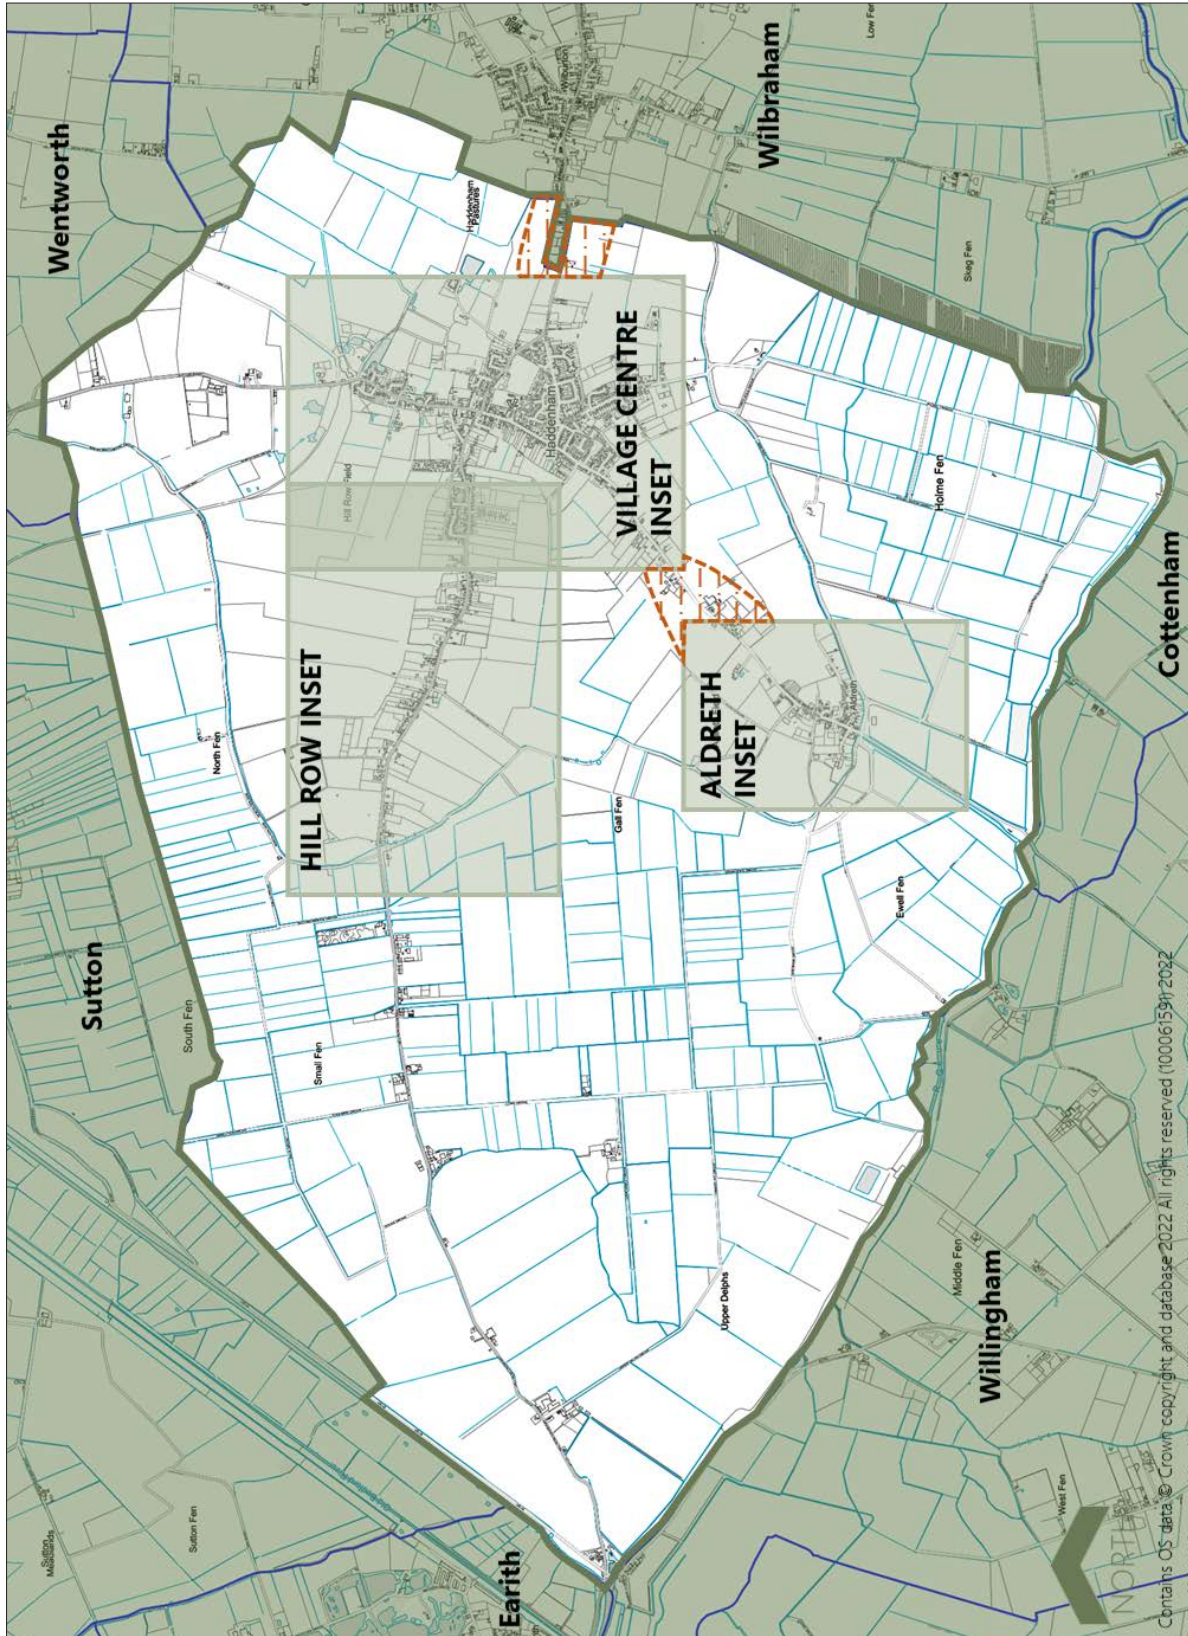 Wentworth
Wilburton
Wilbraham
Low Fen
Haddenham
Pastures
Sutton
Hill Row Field
Haddenham
VILLAGE CENTRE
INSET
Skeg Fen
HILL ROW INSET
North Fen
Holme Fen
Cottenham
ALDRETH
INSET
Aldreth
Gall Fen
Ewell Fen
South Fen
Small Fen
Upper Delphs
Middle Fen
Willingham
Sutton
Meadlands
Sutton Fen
Earith
West Fen
NORTH
Contains OS data © Crown copyright and database 2022 All rights reserved (100061591) 2022